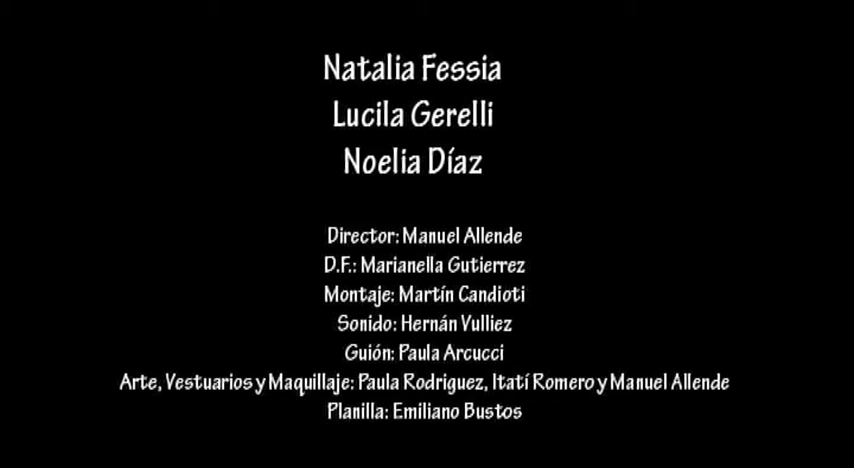 Natalia Fessia
Lucila Gerelli
Noelia Díaz
Director: Manuel Allende
D.F.: Marianella Gutierrez
Montaje: Martín Candioti
Sonido: Hernán Vulliez
Guión: Paula Arcucci
Arte, Vestuarios y Maquillaje: Paula Rodriguez, Itatí Romero y Manuel Allende
Planilla: Emiliano Bustos